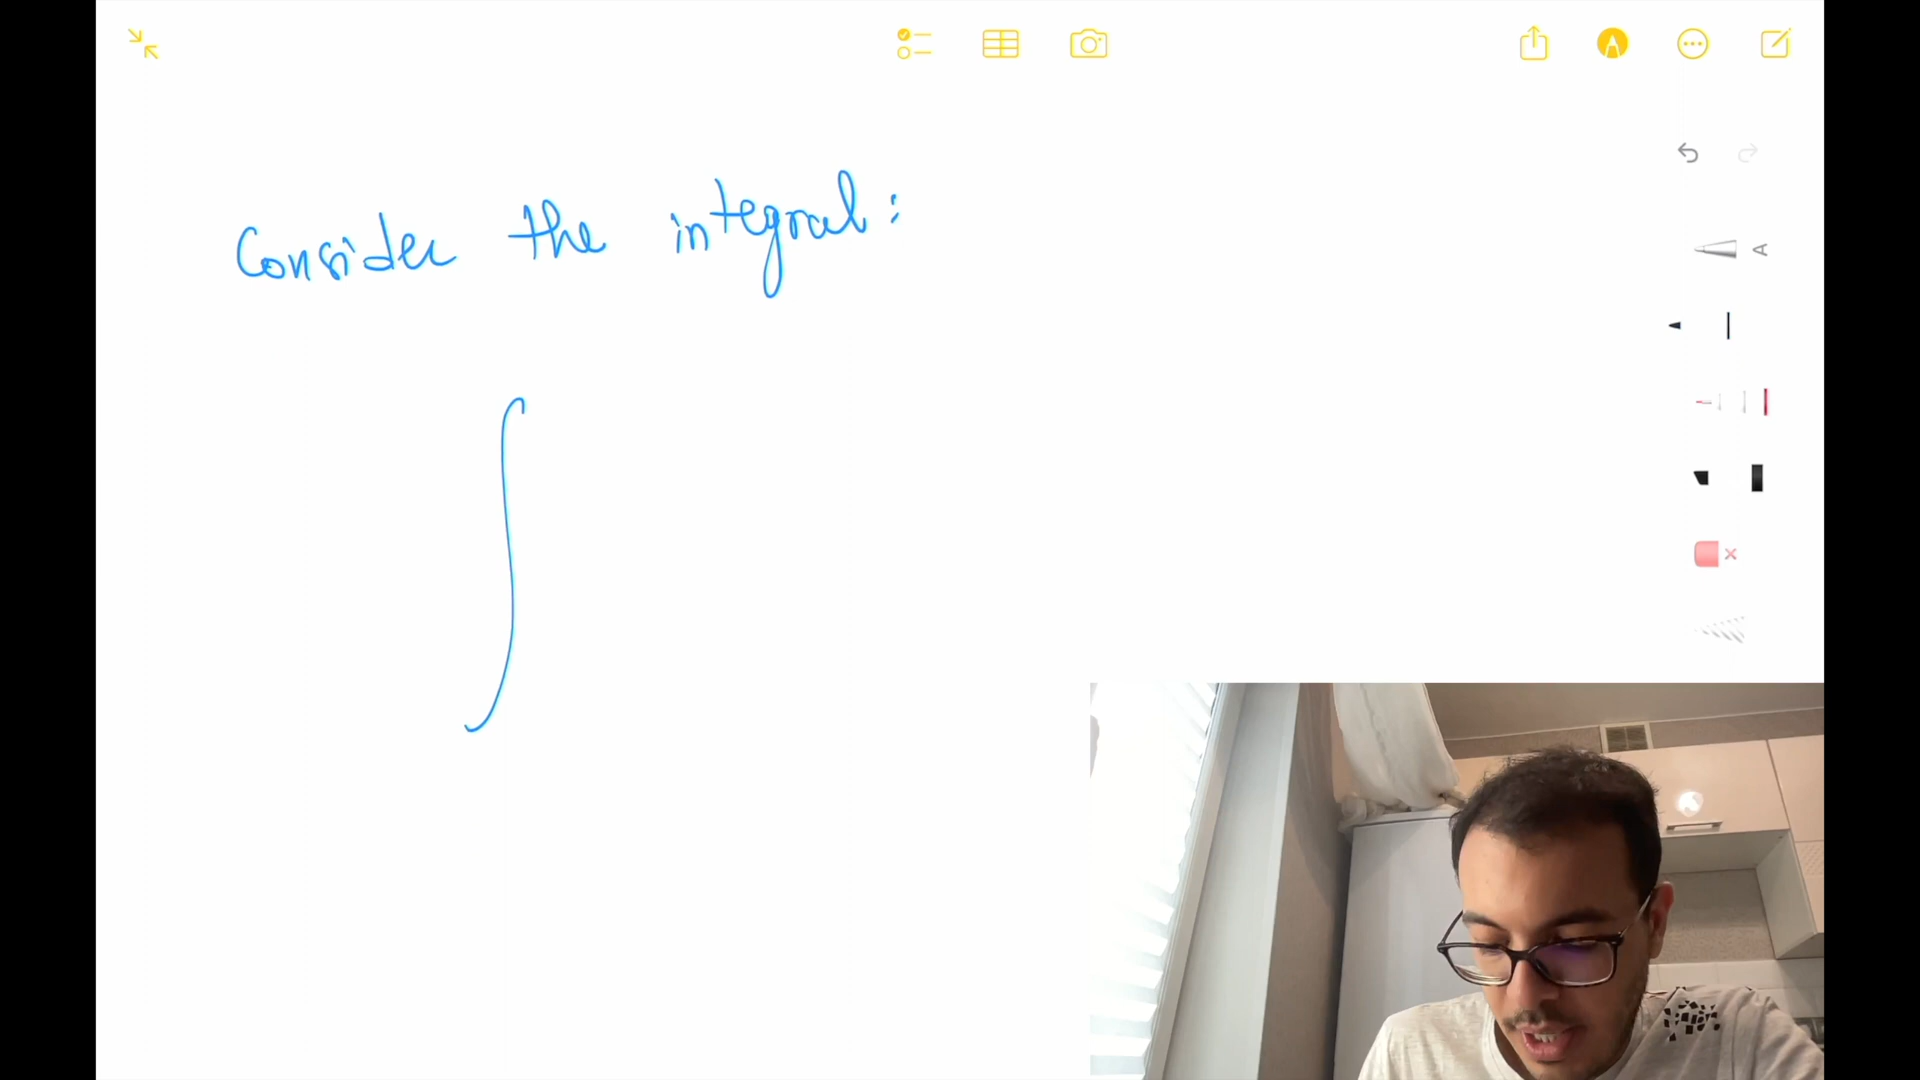 Consider the integral:
∫